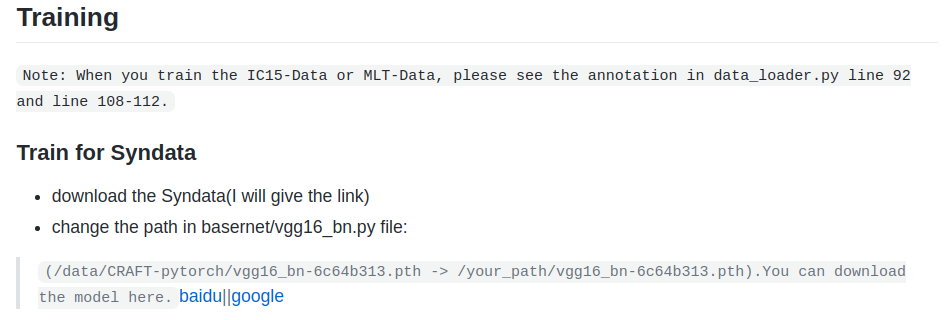 Training
Note: When you train the IC15-Data or MLT-Data, please see the annotation in data_loader.py line 92
and line 108-112.
Train for Syndata
• download the Syndata(I will give the link)
• change the path in basernet/vgg16_bn.py file:
(/data/CRAFT-pytorch/vgg16_bn-6c64b313.pth -> /your_path/vgg16_bn-6c64b313.pth).You can download
the model here. baidu||google